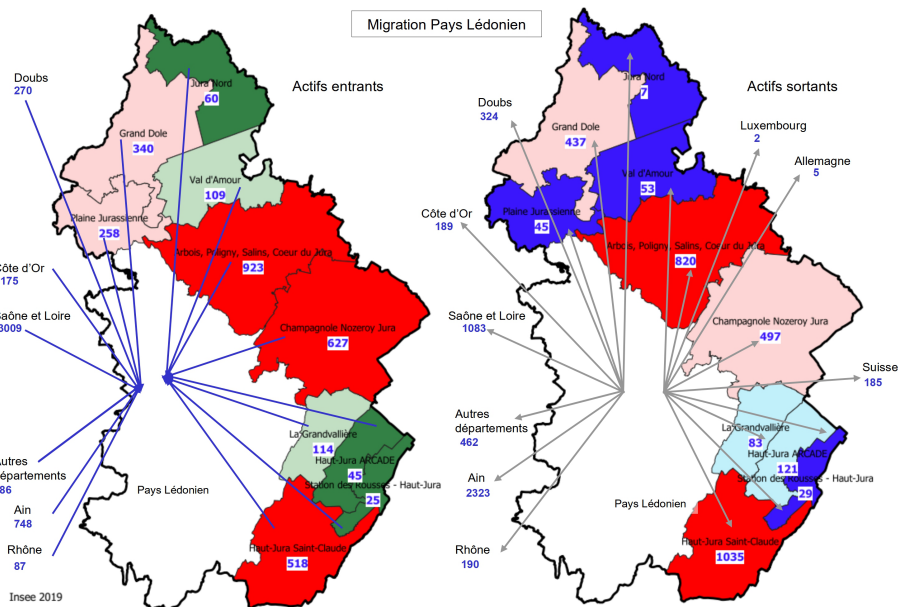 Migration Pays Lédonien
Actifs entrants
Doubs
270
Jura Nord
60
Grand Dole
340
Val d'Amour
109
Plaine Jurassienne
258
Arbois, Poligny, Salins, Coeur du Jura
923
Côte d'Or
175
Saône et Loire
3009
Champagnole Nozeroy Jura
627
La Grandvallière
114
Haut-Jura ARCADE
45
Station des Rousses - Haut-Jura
25
Autres
départements
86
Pays Lédonien
Ain
748
Rhône
87
Haut-Jura Saint-Claude
518
Insee 2019
Actifs sortants
Jura Nord
7
Doubs
324
Luxembourg
2
Grand Dole
437
Allemagne
5
Val d'Amour
53
Plaine Jurassienne
45
Côte d'Or
189
Arbois, Poligny, Salins, Coeur du Jura
820
Saône et Loire
1083
Champagnole Nozeroy Jura
497
Suisse
185
Autres
départements
462
La Grandvallière
83
Haut-Jura ARCADE
121
Station des Rousses - Haut-Jura
29
Ain
2323
Pays Lédonien
Rhône
190
Haut-Jura Saint-Claude
1035